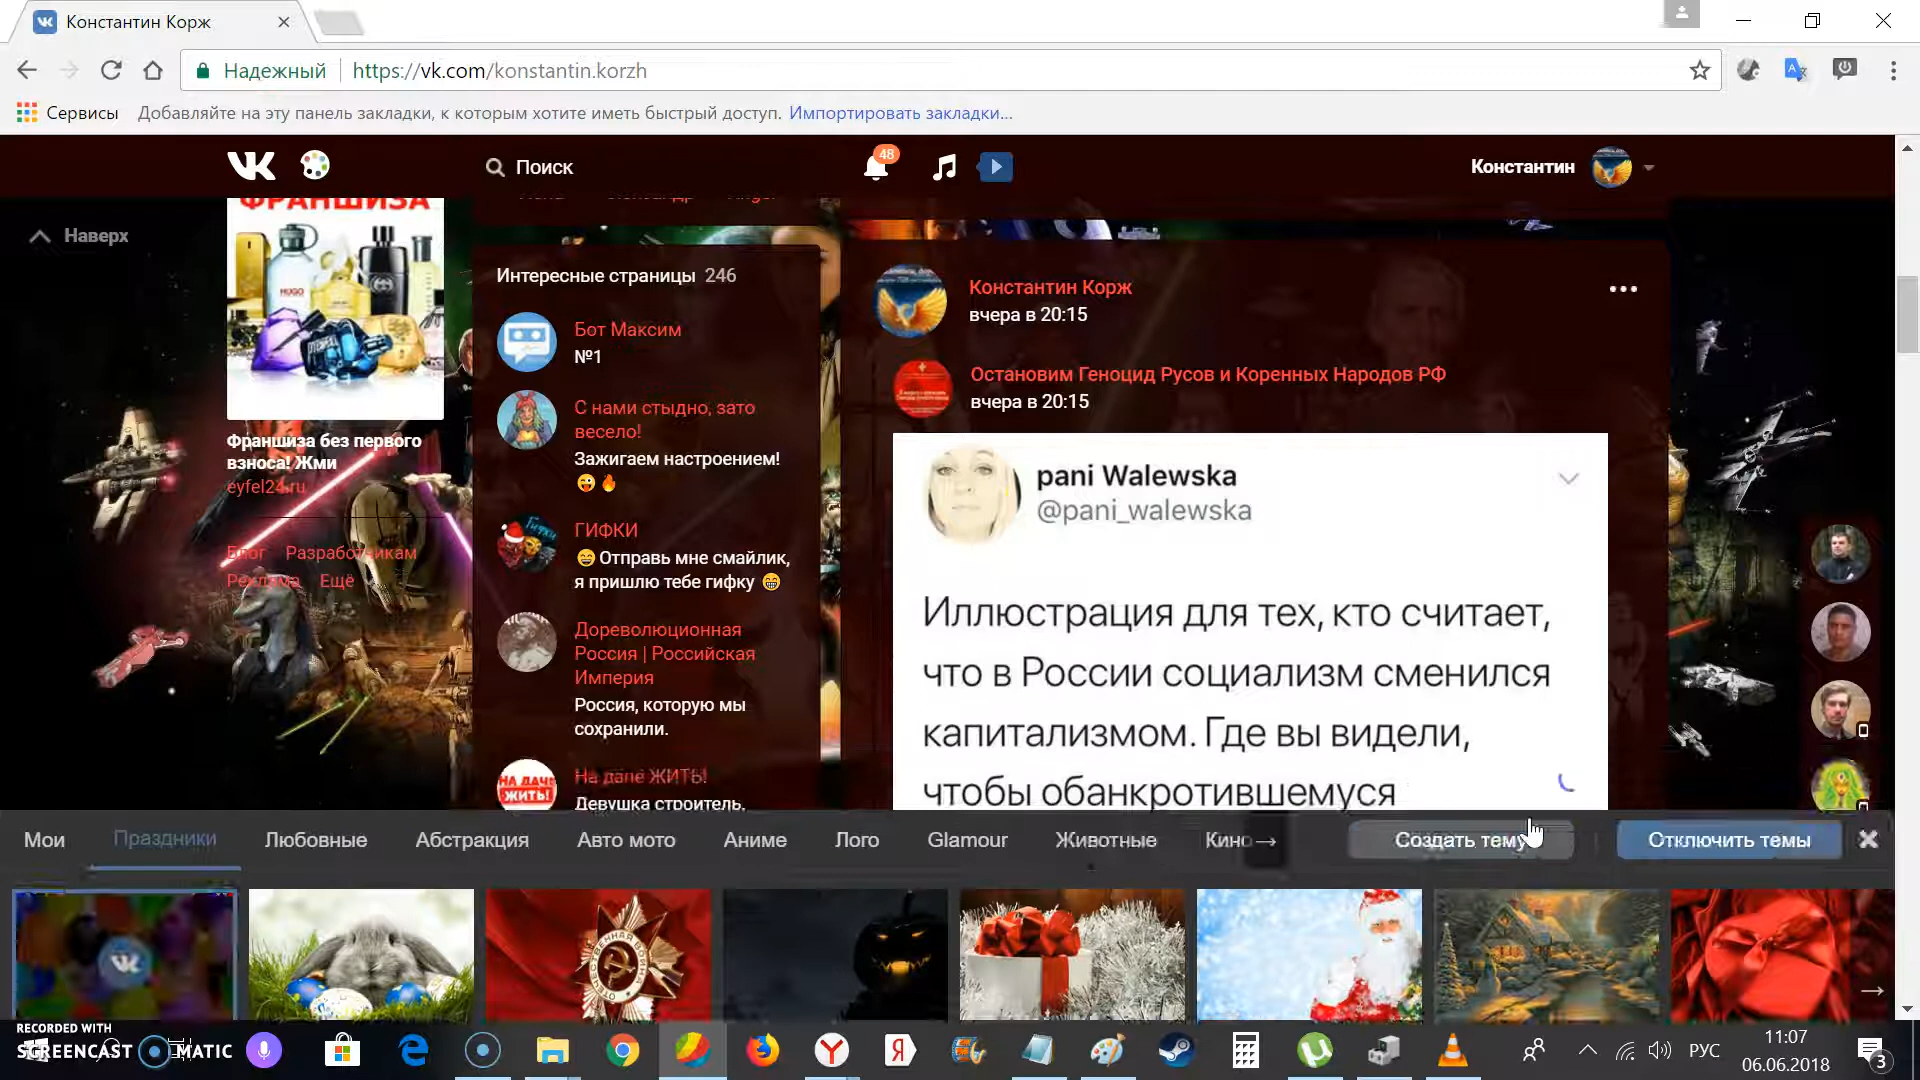 Константин Корж
Надежный
https://vk.com/konstantin.korzh
Сервисы
Добавляйте на эту панель закладки, к которым хотите иметь быстрый доступ. Импортировать закладки...
Поиск
48
Константин
Наверх
ФРАНШИЗА
HUGO
Франшиза без первого
взноса! Жми
eyfel24.ru
Блог Разработчикам
Реклама Ещё
Интересные страницы 246
Бот Максим
№1
С нами стыдно, зато
весело!
Зажигаем настроением!
ГИФКИ
Отправь мне смайлик,
я пришлю тебе гифку
Дореволюционная
Россия | Российская
Империя
Россия, которую мы
сохранили.
НА ДАЧЕ
ЖИТЬ!
На даче ЖИТЬ!
Девушка строитель.
Константин Корж
вчера в 20:15
Остановим Геноцид Русов и Коренных Народов РФ
вчера в 20:15
pani Walewska
@pani_walewska
Иллюстрация для тех, кто считает,
что в России социализм сменился
капитализмом. Где вы видели,
чтобы обанкротившемуся
Мои Праздники Любовные Абстракция Авто мото Аниме Лого Glamour Животные Кино
Создать тему
Отключить темы
RECORDED WITH
SCREENCAST MATIC
РУС
11:07
06.06.2018
3